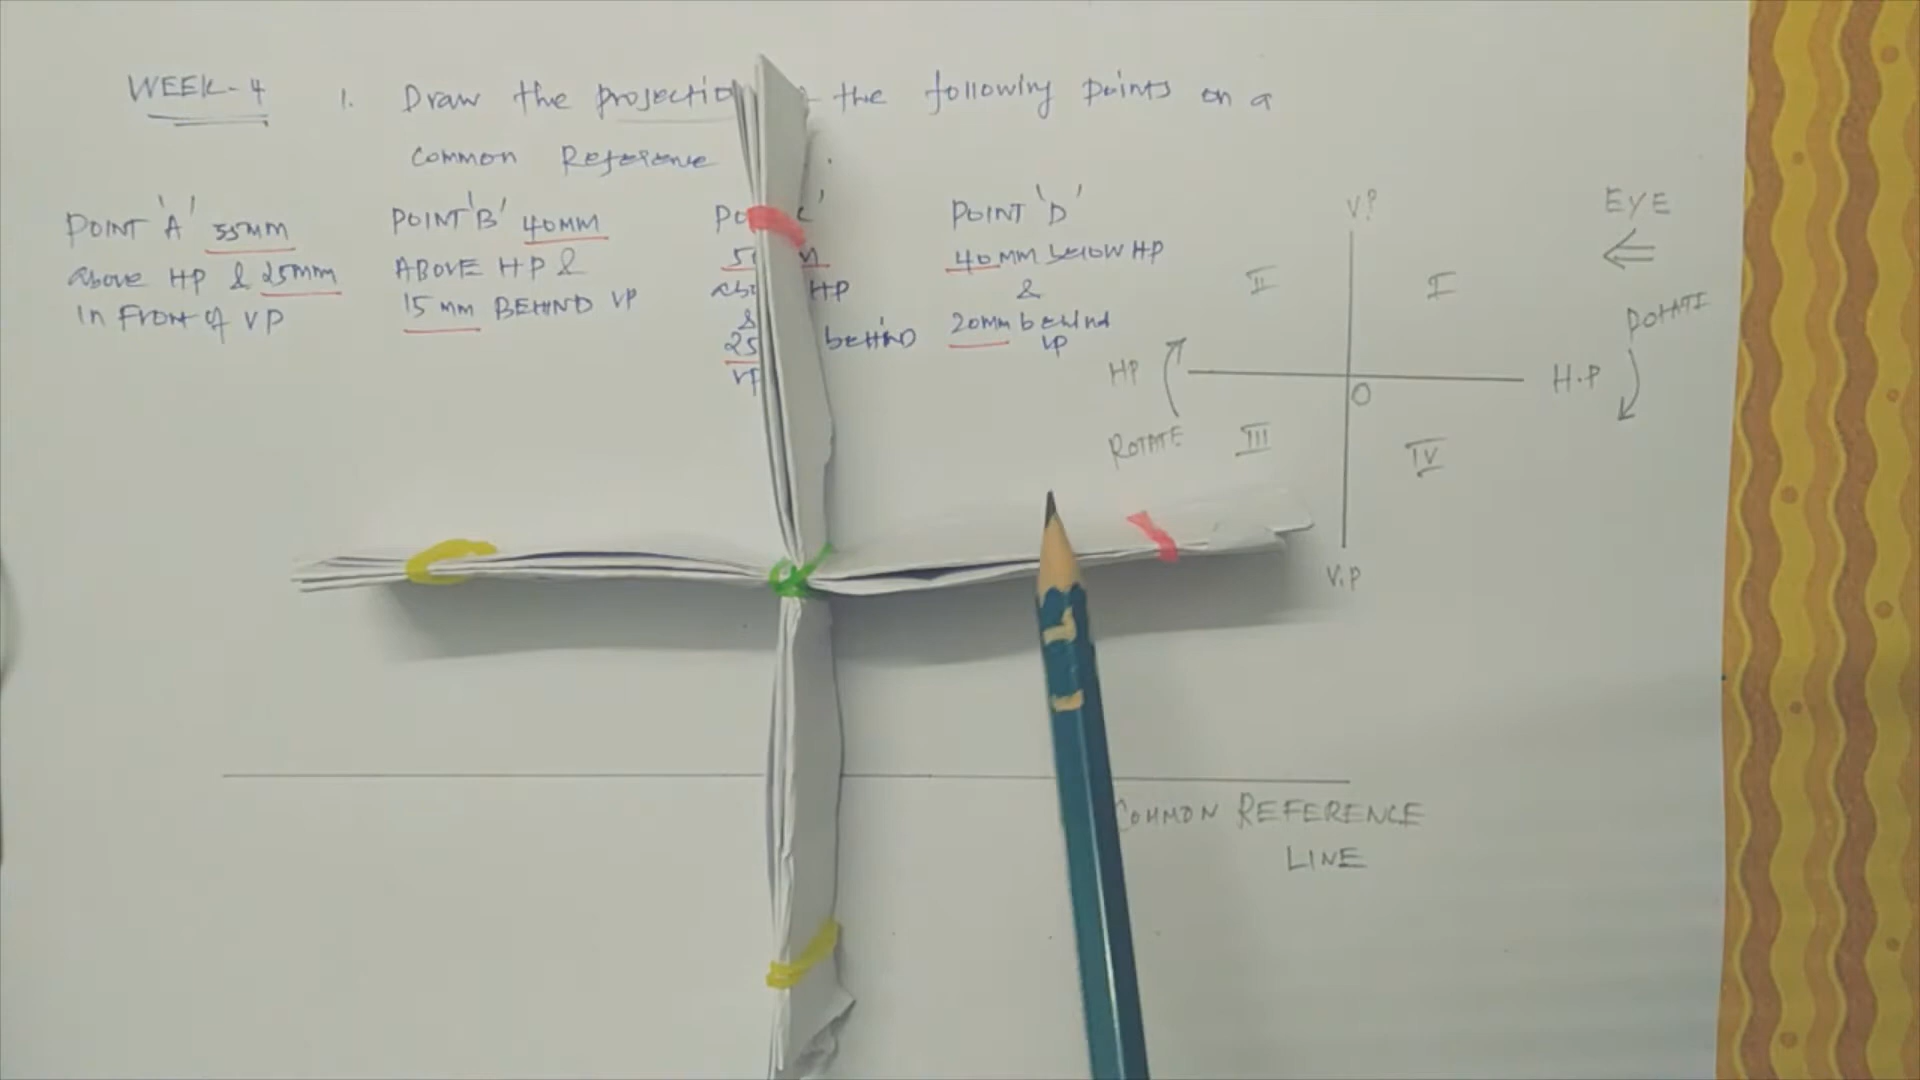 WEEK-4 1. Draw the projectio the following points on a
Common Reference
POINT 'A' 35MM
above HP & 25mm
in Front of VP
POINT 'B' 40MM
ABOVE HP &
15 mm BEHIND VP
HP
&
25 behind
VP
POINT 'D'
40MM below HP
&
20mm behind
VP
V.P
II
I
HP
H.P
O
ROTATE
III
IV
V.P
EYE
ROTATE
COMMON REFERENCE
LINE